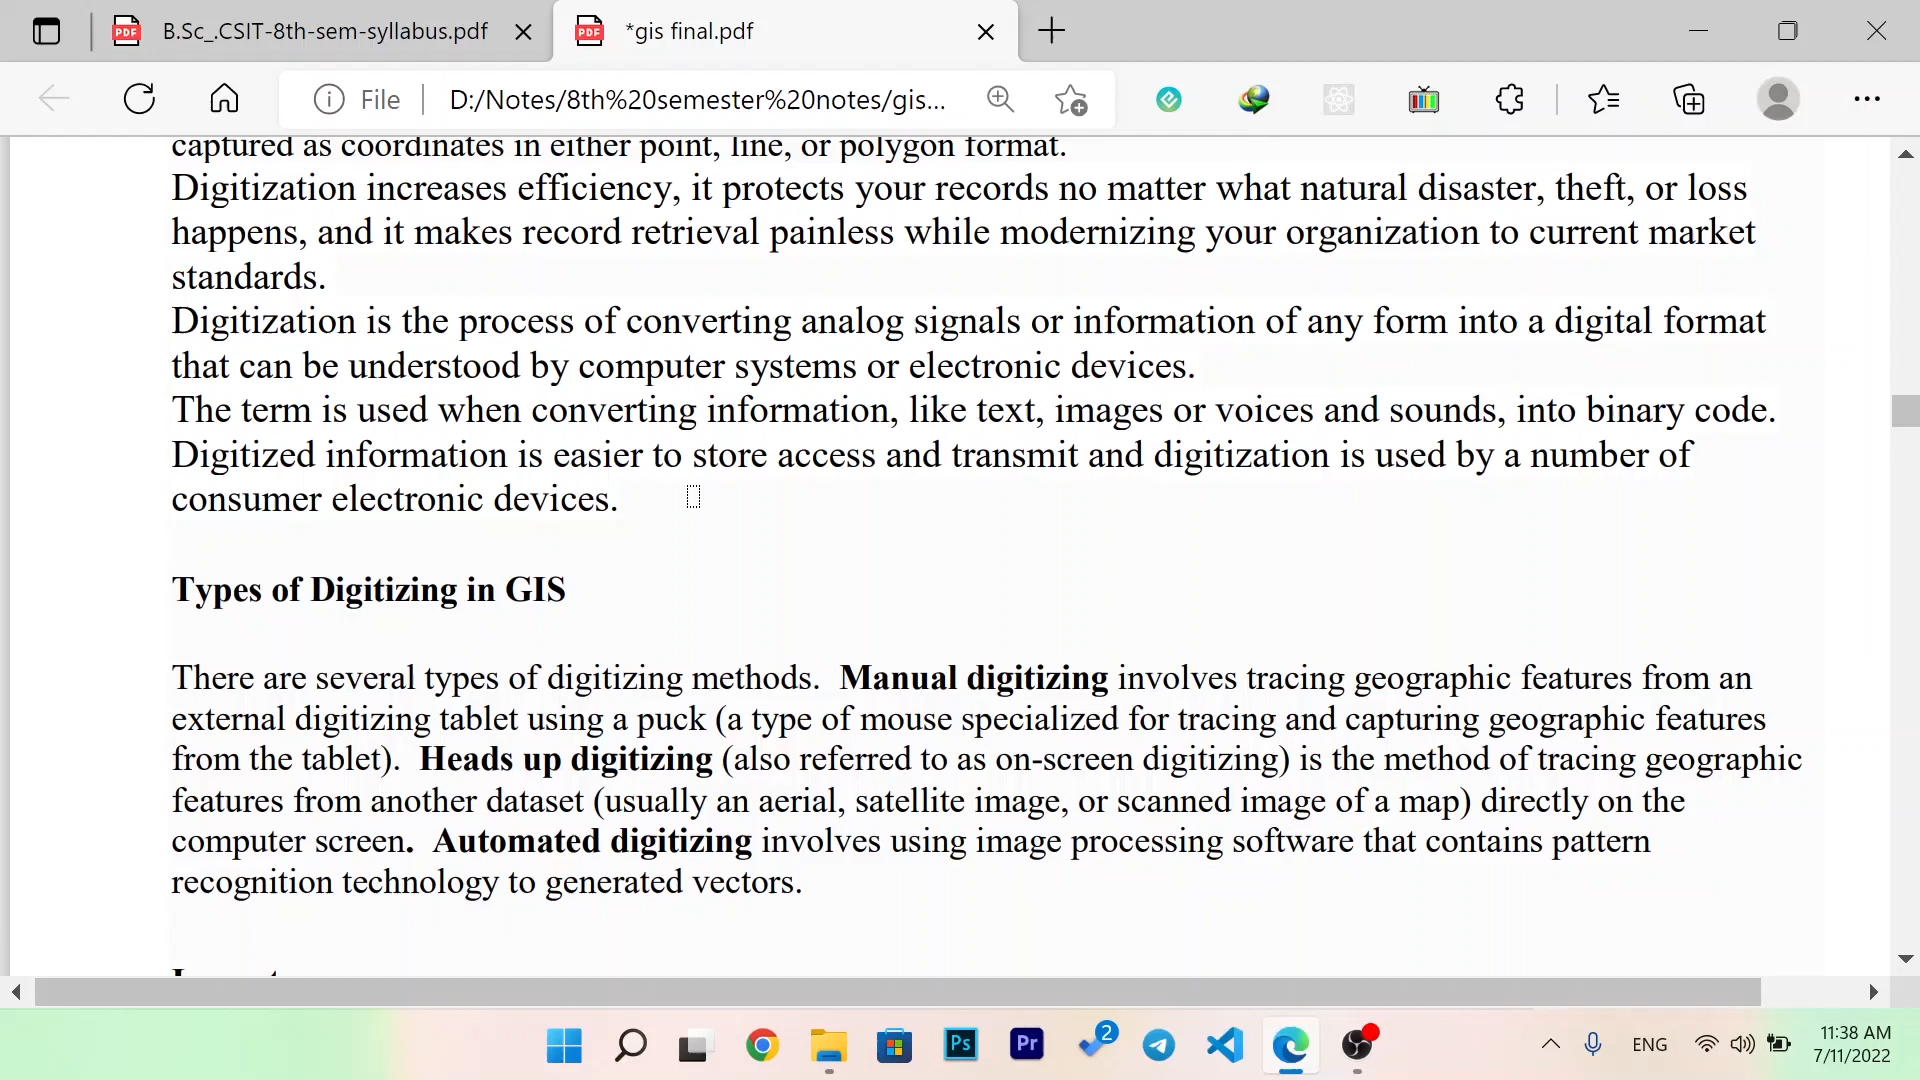 B.Sc_.CSIT-8th-sem-syllabus.pdf
*gis final.pdf
File
D:/Notes/8th%20semester%20notes/gis...
captured as coordinates in either point, line, or polygon format.
Digitization increases efficiency, it protects your records no matter what natural disaster, theft, or loss
happens, and it makes record retrieval painless while modernizing your organization to current market
standards.
Digitization is the process of converting analog signals or information of any form into a digital format
that can be understood by computer systems or electronic devices.
The term is used when converting information, like text, images or voices and sounds, into binary code.
Digitized information is easier to store access and transmit and digitization is used by a number of
consumer electronic devices.
Types of Digitizing in GIS
There are several types of digitizing methods. Manual digitizing involves tracing geographic features from an
external digitizing tablet using a puck (a type of mouse specialized for tracing and capturing geographic features
from the tablet). Heads up digitizing (also referred to as on-screen digitizing) is the method of tracing geographic
features from another dataset (usually an aerial, satellite image, or scanned image of a map) directly on the
computer screen. Automated digitizing involves using image processing software that contains pattern
recognition technology to generated vectors.
Ps
Pr
2
ENG
11:38 AM
7/11/2022